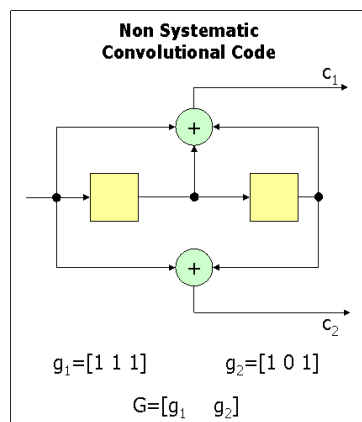 Non Systematic
Convolutional Code
c1
+
+
c2
g1=[1 1 1] g2=[1 0 1]
G=[g1 g2]